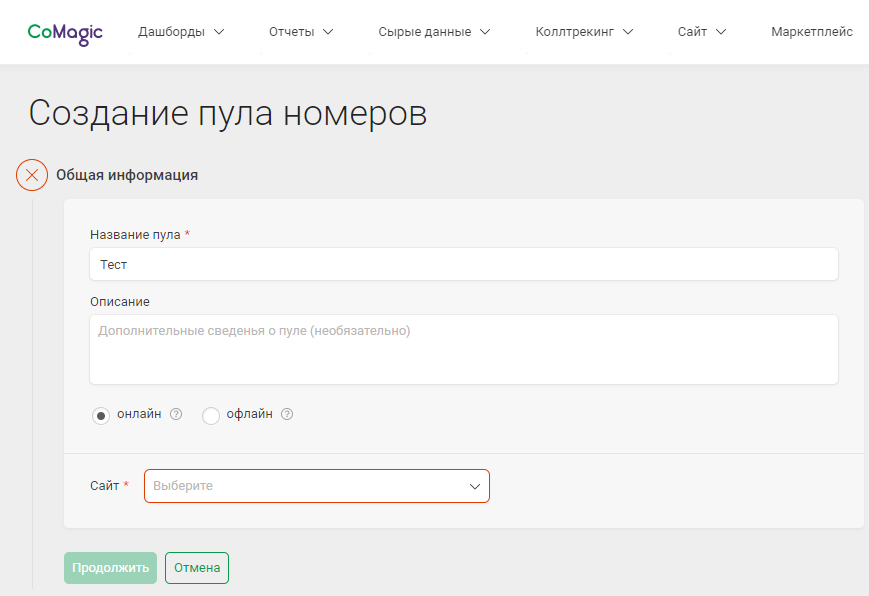 CoMagic Дашборды Отчеты Сырые данные Коллтрекинг Сайт Маркетплейс
Создание пула номеров
Общая информация
Название пула *
Тест
Описание
Дополнительные сведенья о пуле (необязательно)
онлайн ? офлайн ?
Сайт * Выберите
Продолжить Отмена